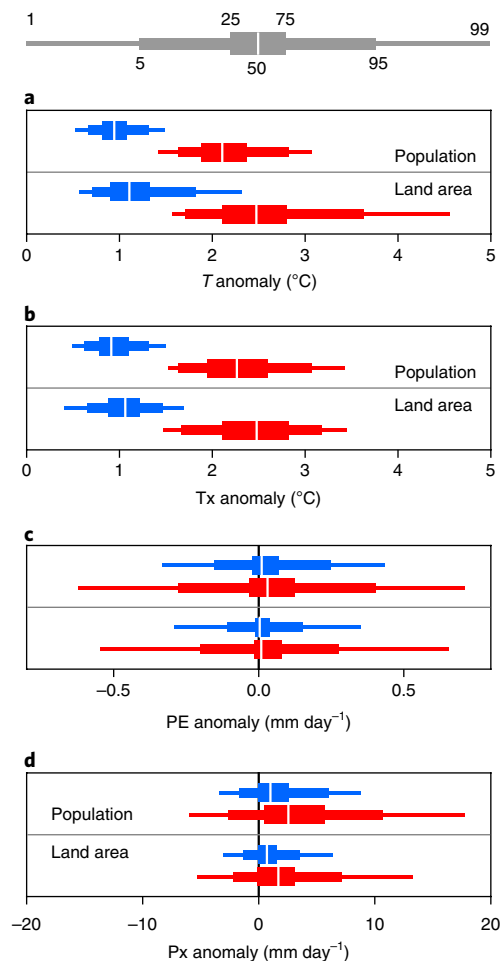 1 25 75 99
5 50 95
a
Population
Land area
0 1 2 3 4 5
T anomaly (°C)
b
Population
Land area
0 1 2 3 4 5
Tx anomaly (°C)
c
−0.5 0.0 0.5
PE anomaly (mm day−1)
d
Population
Land area
−20 −10 0 10 20
Px anomaly (mm day−1)